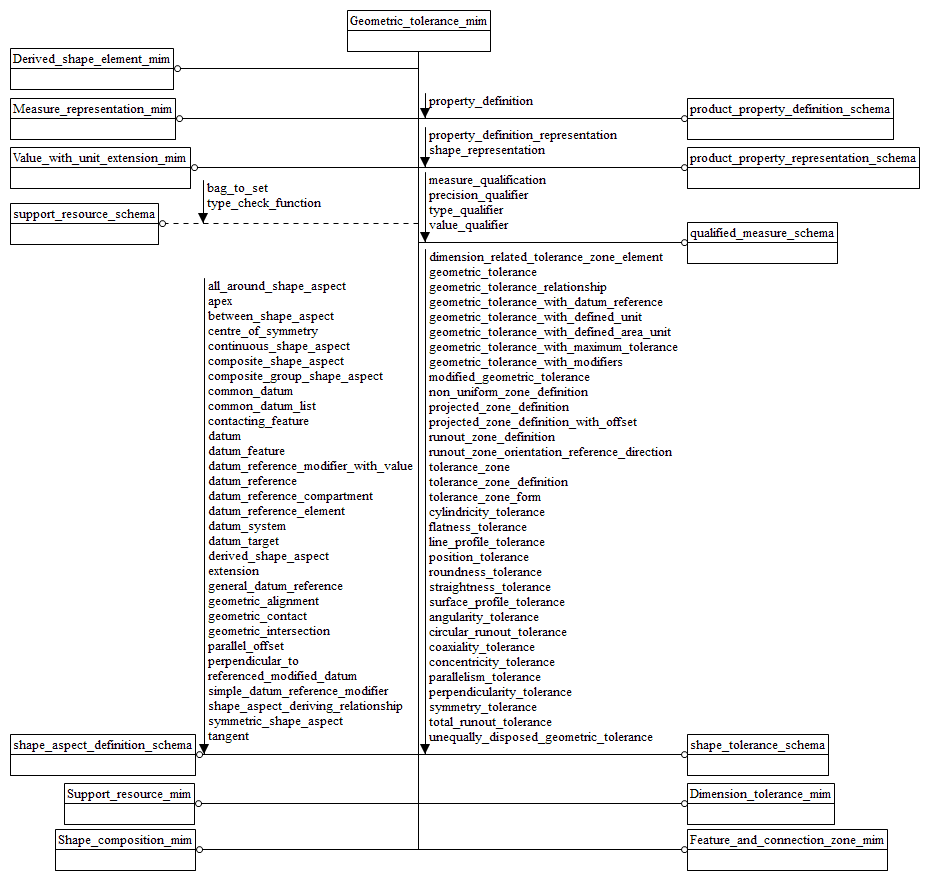 Geometric_tolerance_mim
Derived_shape_element_mim
Measure_representation_mim
property_definition
product_property_definition_schema
property_definition_representation
shape_representation
Value_with_unit_extension_mim
product_property_representation_schema
bag_to_set
type_check_function
support_resource_schema
measure_qualification
precision_qualifier
type_qualifier
value_qualifier
qualified_measure_schema
all_around_shape_aspect
apex
between_shape_aspect
centre_of_symmetry
continuous_shape_aspect
composite_shape_aspect
composite_group_shape_aspect
common_datum
common_datum_list
contacting_feature
datum
datum_feature
datum_reference_modifier_with_value
datum_reference
datum_reference_compartment
datum_reference_element
datum_system
datum_target
derived_shape_aspect
extension
general_datum_reference
geometric_alignment
geometric_contact
geometric_intersection
parallel_offset
perpendicular_to
referenced_modified_datum
simple_datum_reference_modifier
shape_aspect_deriving_relationship
symmetric_shape_aspect
tangent
shape_aspect_definition_schema
dimension_related_tolerance_zone_element
geometric_tolerance
geometric_tolerance_relationship
geometric_tolerance_with_datum_reference
geometric_tolerance_with_defined_unit
geometric_tolerance_with_defined_area_unit
geometric_tolerance_with_maximum_tolerance
geometric_tolerance_with_modifiers
modified_geometric_tolerance
non_uniform_zone_definition
projected_zone_definition
projected_zone_definition_with_offset
runout_zone_definition
runout_zone_orientation_reference_direction
tolerance_zone
tolerance_zone_definition
tolerance_zone_form
cylindricity_tolerance
flatness_tolerance
line_profile_tolerance
position_tolerance
roundness_tolerance
straightness_tolerance
surface_profile_tolerance
angularity_tolerance
circular_runout_tolerance
coaxiality_tolerance
concentricity_tolerance
parallelism_tolerance
perpendicularity_tolerance
symmetry_tolerance
total_runout_tolerance
unequally_disposed_geometric_tolerance
shape_tolerance_schema
Support_resource_mim
Dimension_tolerance_mim
Shape_composition_mim
Feature_and_connection_zone_mim